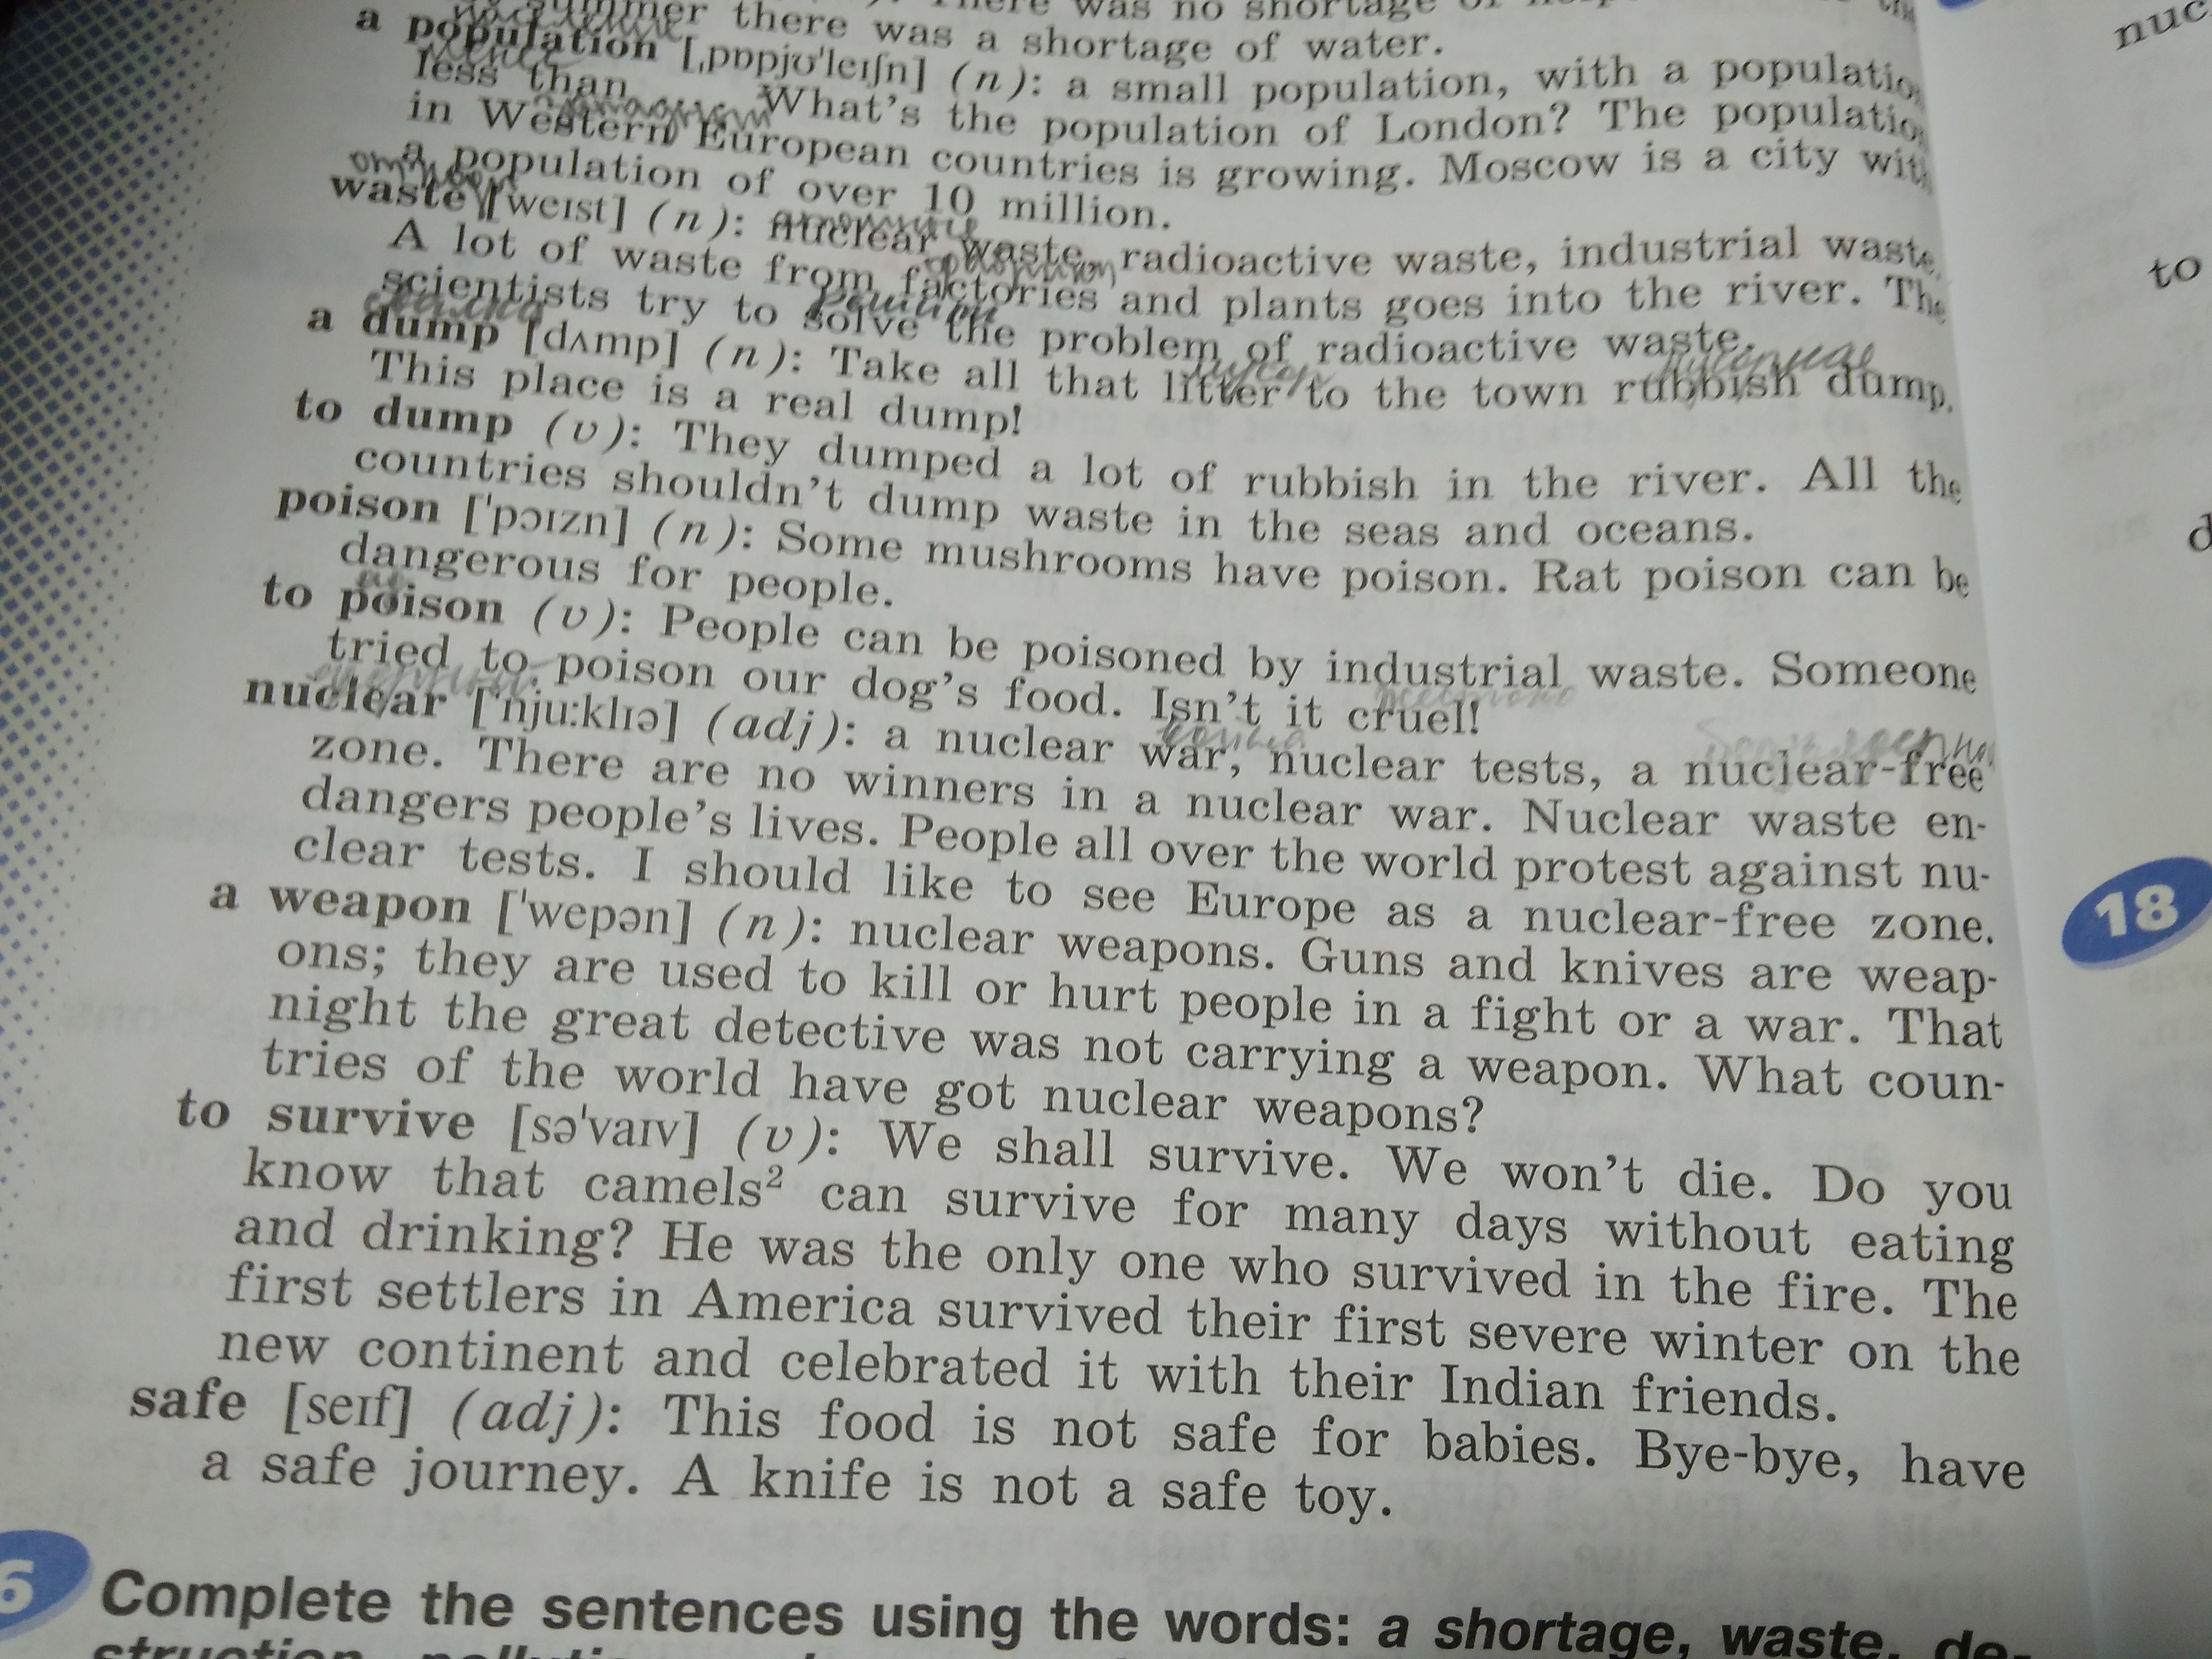 there was a shortage of water.
a population [ˌpɒpjʊ'leɪʃn] (n): a small population, with a populatio
less than What's the population of London? The populatio
in Western European countries is growing. Moscow is a city wit
a population of over 10 million.
waste [weɪst] (n): nuclear waste, radioactive waste, industrial waste
A lot of waste from factories and plants goes into the river. The
scientists try to solve the problem of radioactive waste.
a dump [dʌmp] (n): Take all that litter to the town rubbish dump.
This place is a real dump!
to dump (v): They dumped a lot of rubbish in the river. All the
countries shouldn't dump waste in the seas and oceans.
poison ['pɔɪzn] (n): Some mushrooms have poison. Rat poison can be
dangerous for people.
to poison (v): People can be poisoned by industrial waste. Someone
tried to poison our dog's food. Isn't it cruel!
nuclear ['nju:klɪə] (adj): a nuclear war, nuclear tests, a nuclear-free
zone. There are no winners in a nuclear war. Nuclear waste en-
dangers people's lives. People all over the world protest against nu-
clear tests. I should like to see Europe as a nuclear-free zone.
a weapon ['wepən] (n): nuclear weapons. Guns and knives are weap-
ons; they are used to kill or hurt people in a fight or a war. That
night the great detective was not carrying a weapon. What coun-
tries of the world have got nuclear weapons?
to survive [sə'vaɪv] (v): We shall survive. We won't die. Do you
know that camels² can survive for many days without eating
and drinking? He was the only one who survived in the fire. The
first settlers in America survived their first severe winter on the
new continent and celebrated it with their Indian friends.
safe [seɪf] (adj): This food is not safe for babies. Bye-bye, have
a safe journey. A knife is not a safe toy.
6 Complete the sentences using the words: a shortage, waste, de-
nuc
to
18